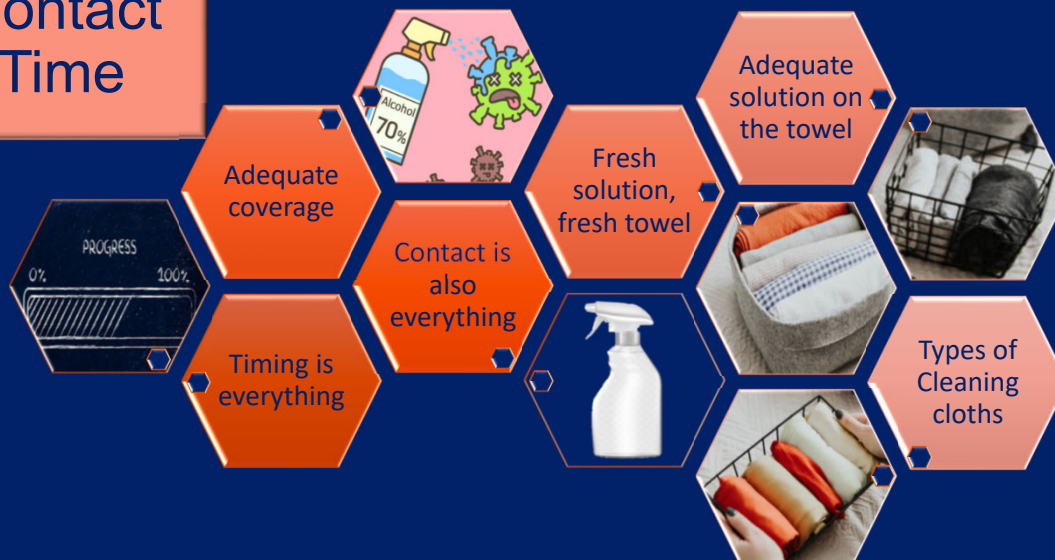 ontact
Time
Alcohol
70%
Adequate
coverage
PROGRESS
0% 100%
Timing is
everything
Contact is
also
everything
Fresh
solution,
fresh towel
Adequate
solution on
the towel
Types of
Cleaning
cloths